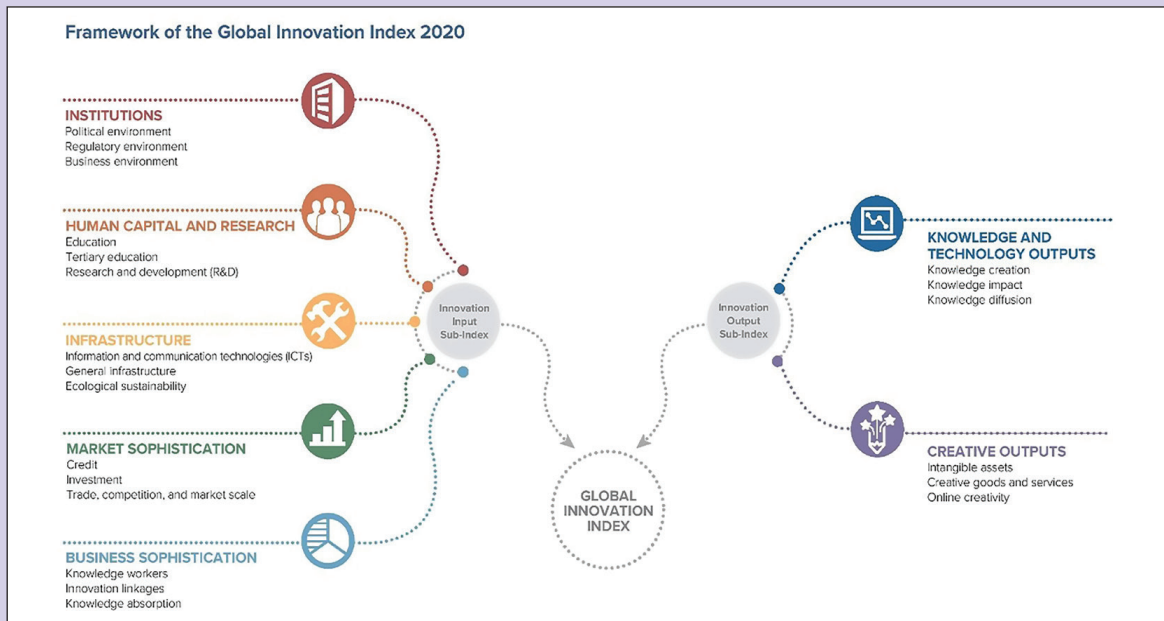 Framework of the Global Innovation Index 2020
INSTITUTIONS
Political environment
Regulatory environment
Business environment
HUMAN CAPITAL AND RESEARCH
Education
Tertiary education
Research and development (R&D)
INFRASTRUCTURE
Information and communication technologies (ICTs)
General infrastructure
Ecological sustainability
MARKET SOPHISTICATION
Credit
Investment
Trade, competition, and market scale
BUSINESS SOPHISTICATION
Knowledge workers
Innovation linkages
Knowledge absorption
Innovation
Input
Sub-Index
GLOBAL
INNOVATION
INDEX
Innovation
Output
Sub-Index
KNOWLEDGE AND
TECHNOLOGY OUTPUTS
Knowledge creation
Knowledge impact
Knowledge diffusion
CREATIVE OUTPUTS
Intangible assets
Creative goods and services
Online creativity